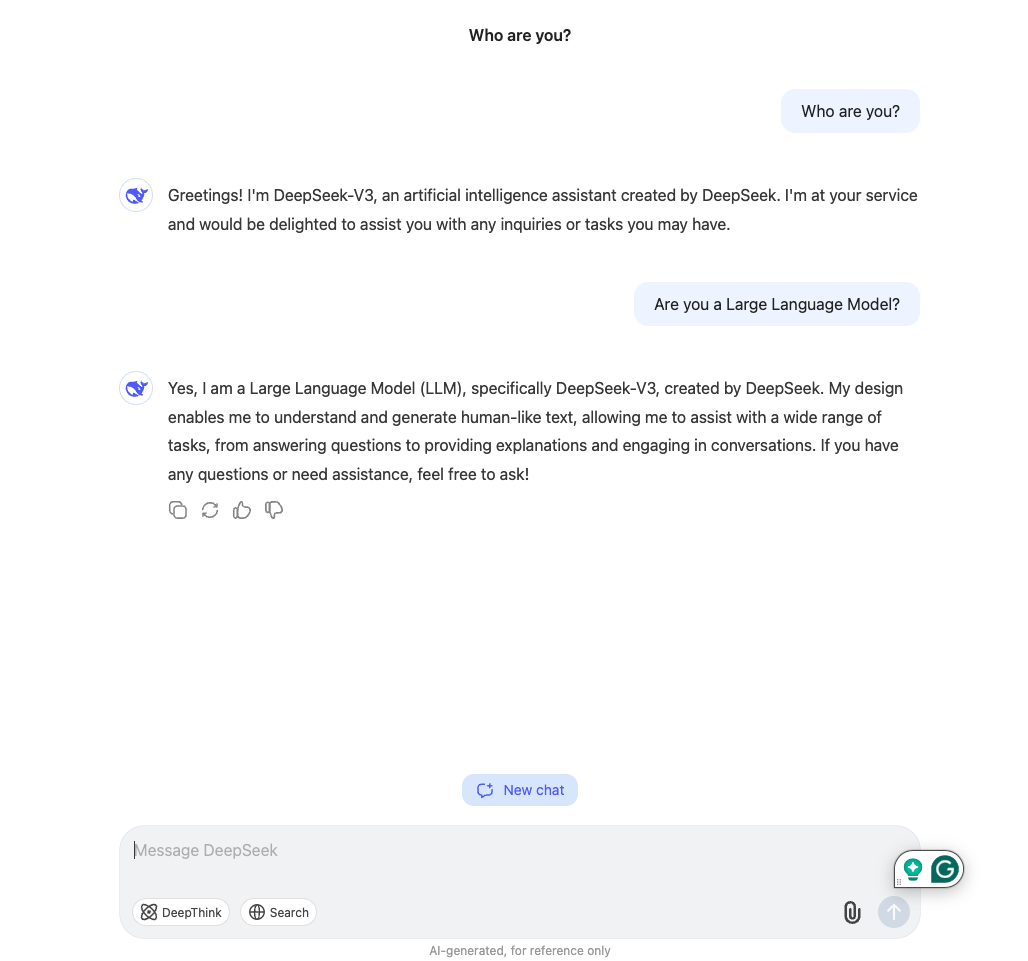 Who are you?
Who are you?
Greetings! I'm DeepSeek-V3, an artificial intelligence assistant created by DeepSeek. I'm at your service
and would be delighted to assist you with any inquiries or tasks you may have.
Are you a Large Language Model?
Yes, I am a Large Language Model (LLM), specifically DeepSeek-V3, created by DeepSeek. My design
enables me to understand and generate human-like text, allowing me to assist with a wide range of
tasks, from answering questions to providing explanations and engaging in conversations. If you have
any questions or need assistance, feel free to ask!
New chat
Message DeepSeek
DeepThink
Search
AI-generated, for reference only